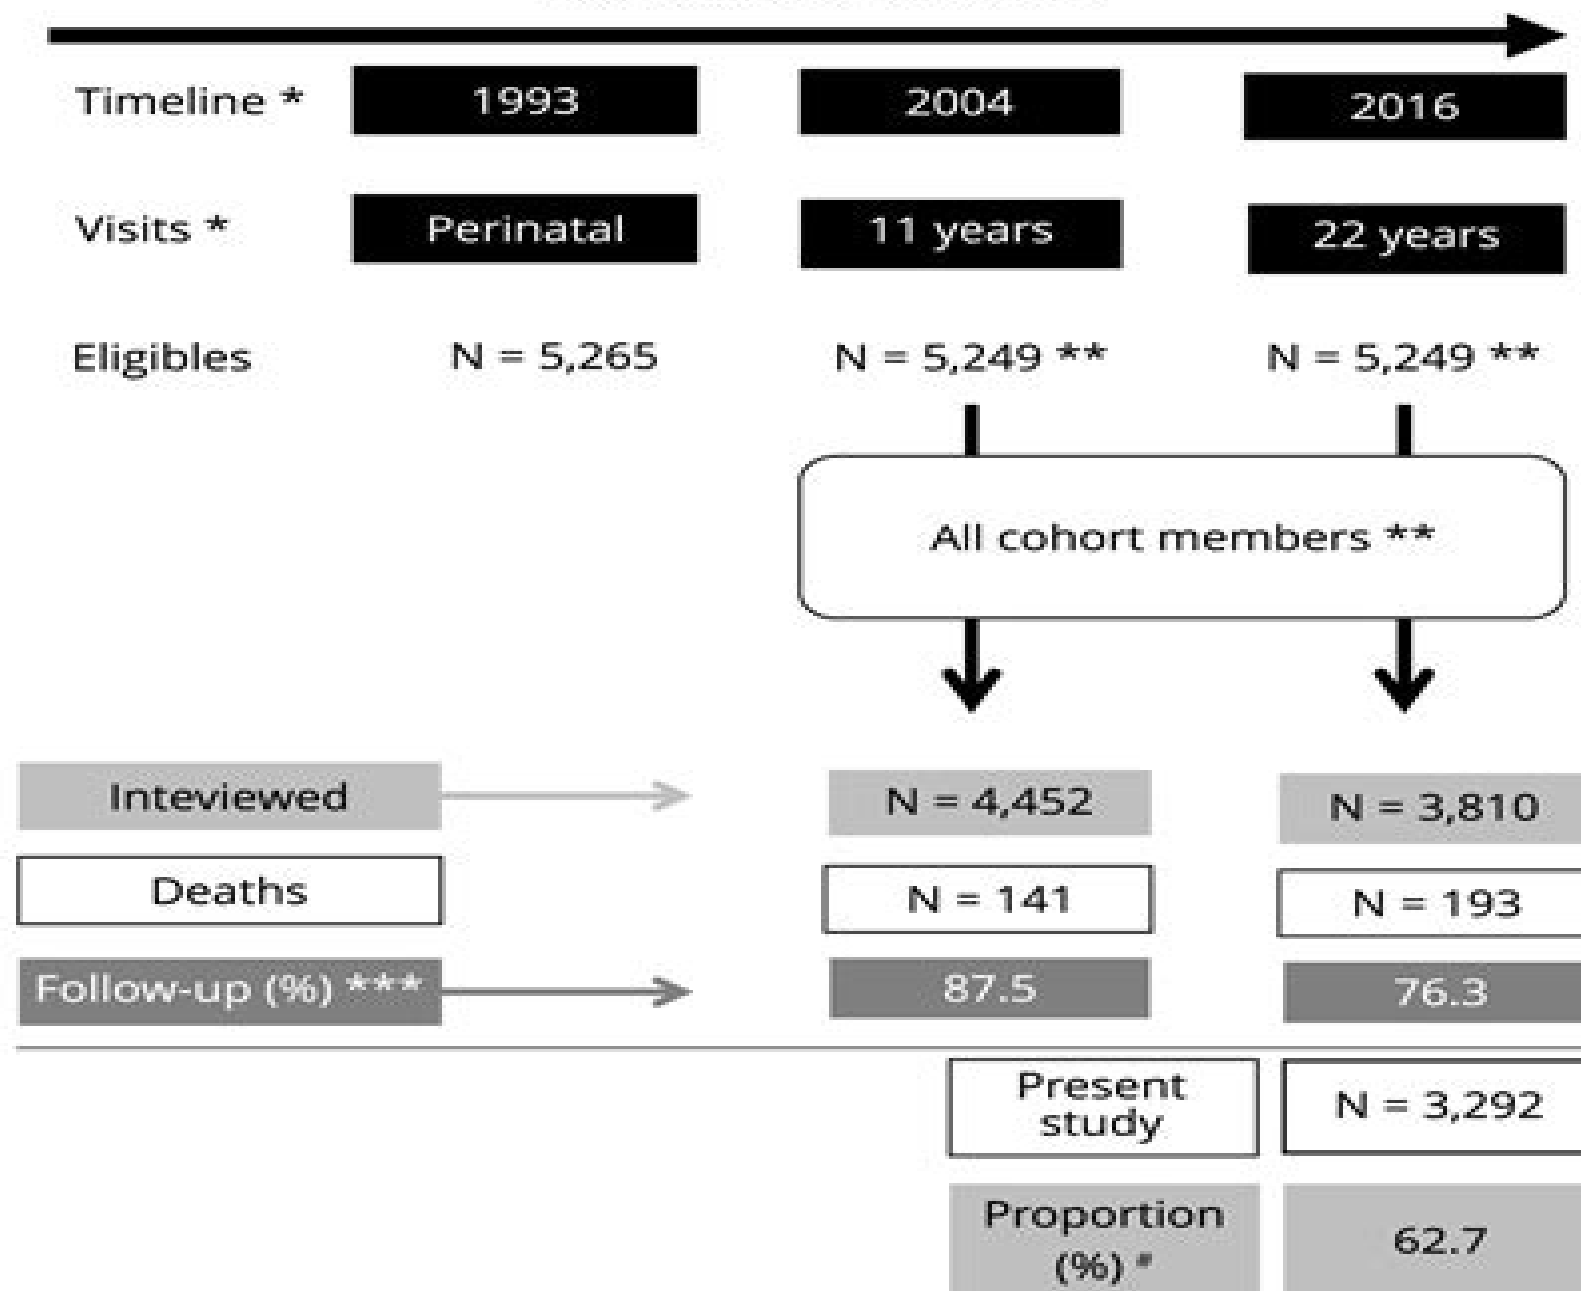 Timeline * 1993 2004 2016
Visits * Perinatal 11 years 22 years
Eligibles N = 5,265 N = 5,249 ** N = 5,249 **
All cohort members **
Inteviewed N = 4,452 N = 3,810
Deaths N = 141 N = 193
Follow-up (%) *** 87.5 76.3
Present
study
N = 3,292
Proportion
(%) #
62.7